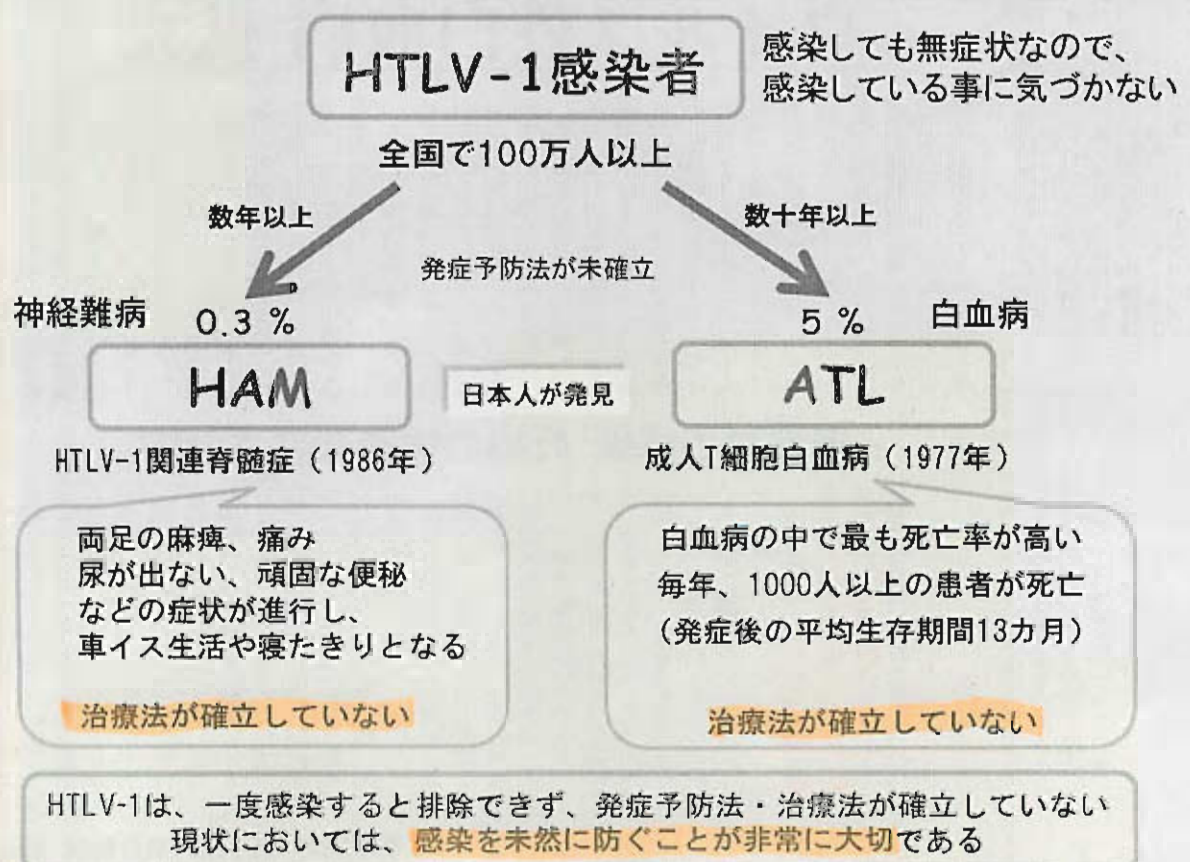 HTLV-1感染者
感染しても無症状なので、
感染している事に気づかない
全国で100万人以上
数年以上
数十年以上
発症予防法が未確立
神経難病
0.3 %
5 %
白血病
HAM
日本人が発見
ATL
HTLV-1関連脊髄症（1986年）
成人T細胞白血病（1977年）
両足の麻痺、痛み
尿が出ない、頑固な便秘
などの症状が進行し、
車イス生活や寝たきりとなる
治療法が確立していない
白血病の中で最も死亡率が高い
毎年、1000人以上の患者が死亡
(発症後の平均生存期間13カ月)
治療法が確立していない
HTLV-1は、一度感染すると排除できず、発症予防法・治療法が確立していない
現状においては、感染を未然に防ぐことが非常に大切である